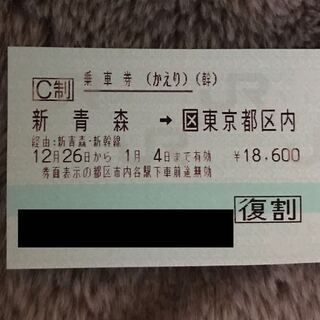 C制 乗車券 (かえり) (幹)
新青森 → 区東京都区内
経由:新青森・新幹線
12月26日から 1月 4日まで有効 ¥18,600
券面表示の都区市内各駅下車前途無効
復割